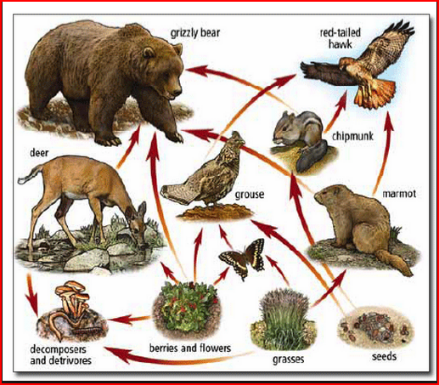 grizzly bear
red-tailed
hawk
chipmunk
deer
grouse
marmot
decomposers
and detrivores
berries and flowers
grasses
seeds